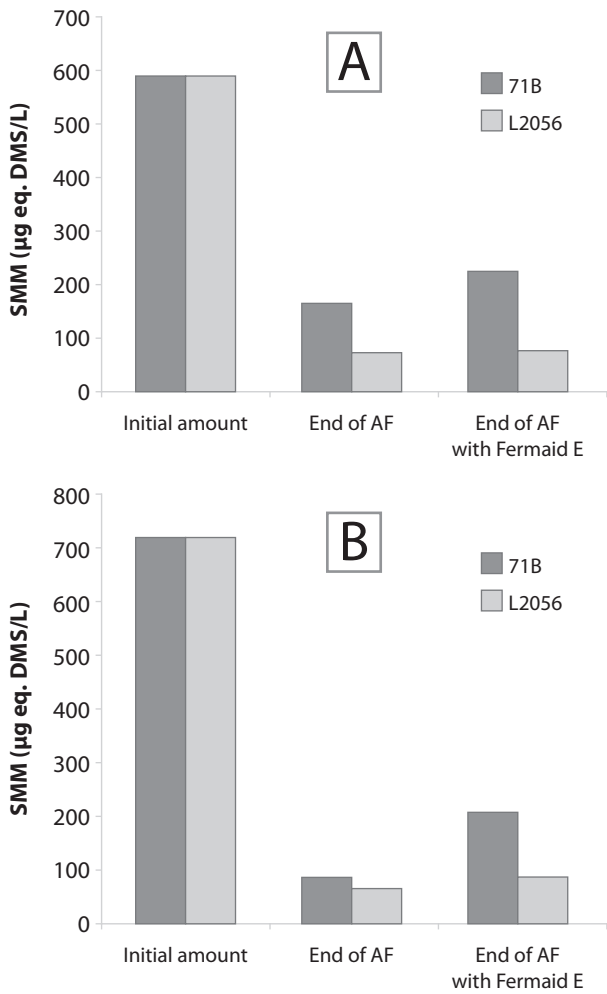 700
600
500
400
300
200
100
0
SMM (µg eq. DMS/L)
A
71B
L2056
Initial amount
End of AF
End of AF
with Fermaid E
800
700
600
500
400
300
200
100
0
SMM (µg eq. DMS/L)
B
71B
L2056
Initial amount
End of AF
End of AF
with Fermaid E